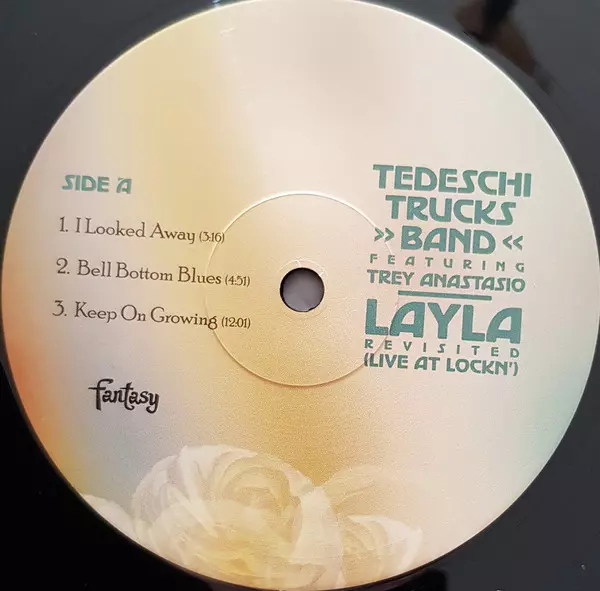 SIDE A
1. I Looked Away (3:16)
2. Bell Bottom Blues (4:51)
3. Keep On Growing (12:01)
fantasy
TEDESCHI
TRUCKS
» BAND «
FEATURING
TREY ANASTASIO
LAYLA
REVISITED
(LIVE AT LOCKN')